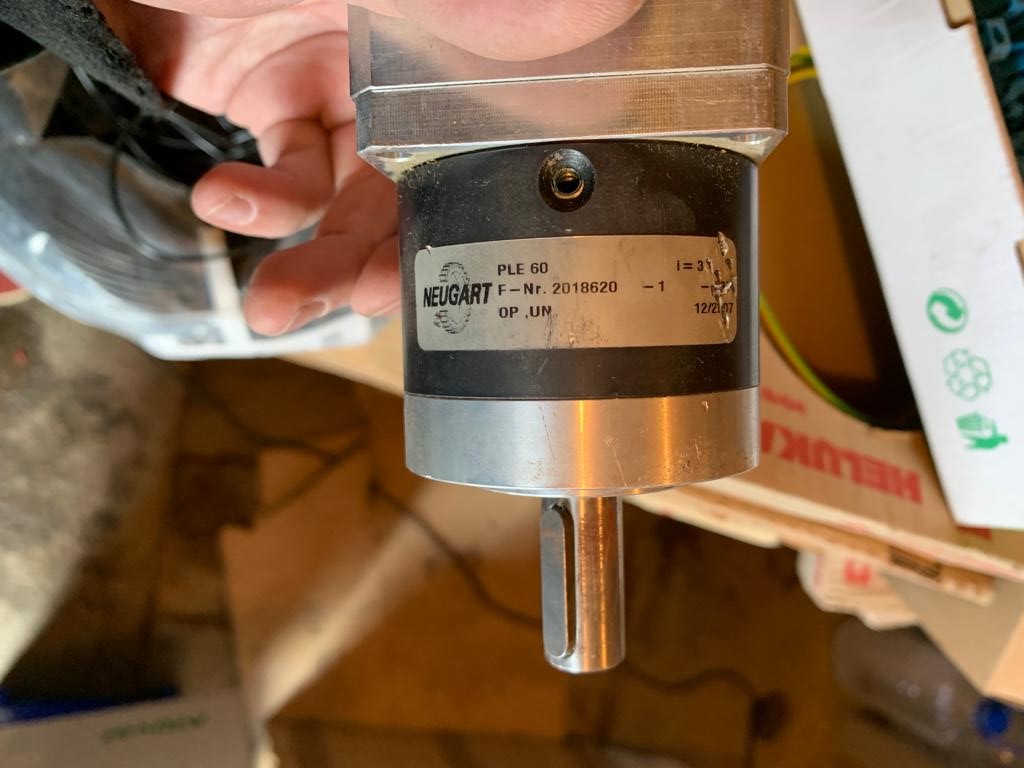 PLE 60 i = 3
NEUGART F-Nr. 2018620 -1
OP ,UN
HELUK